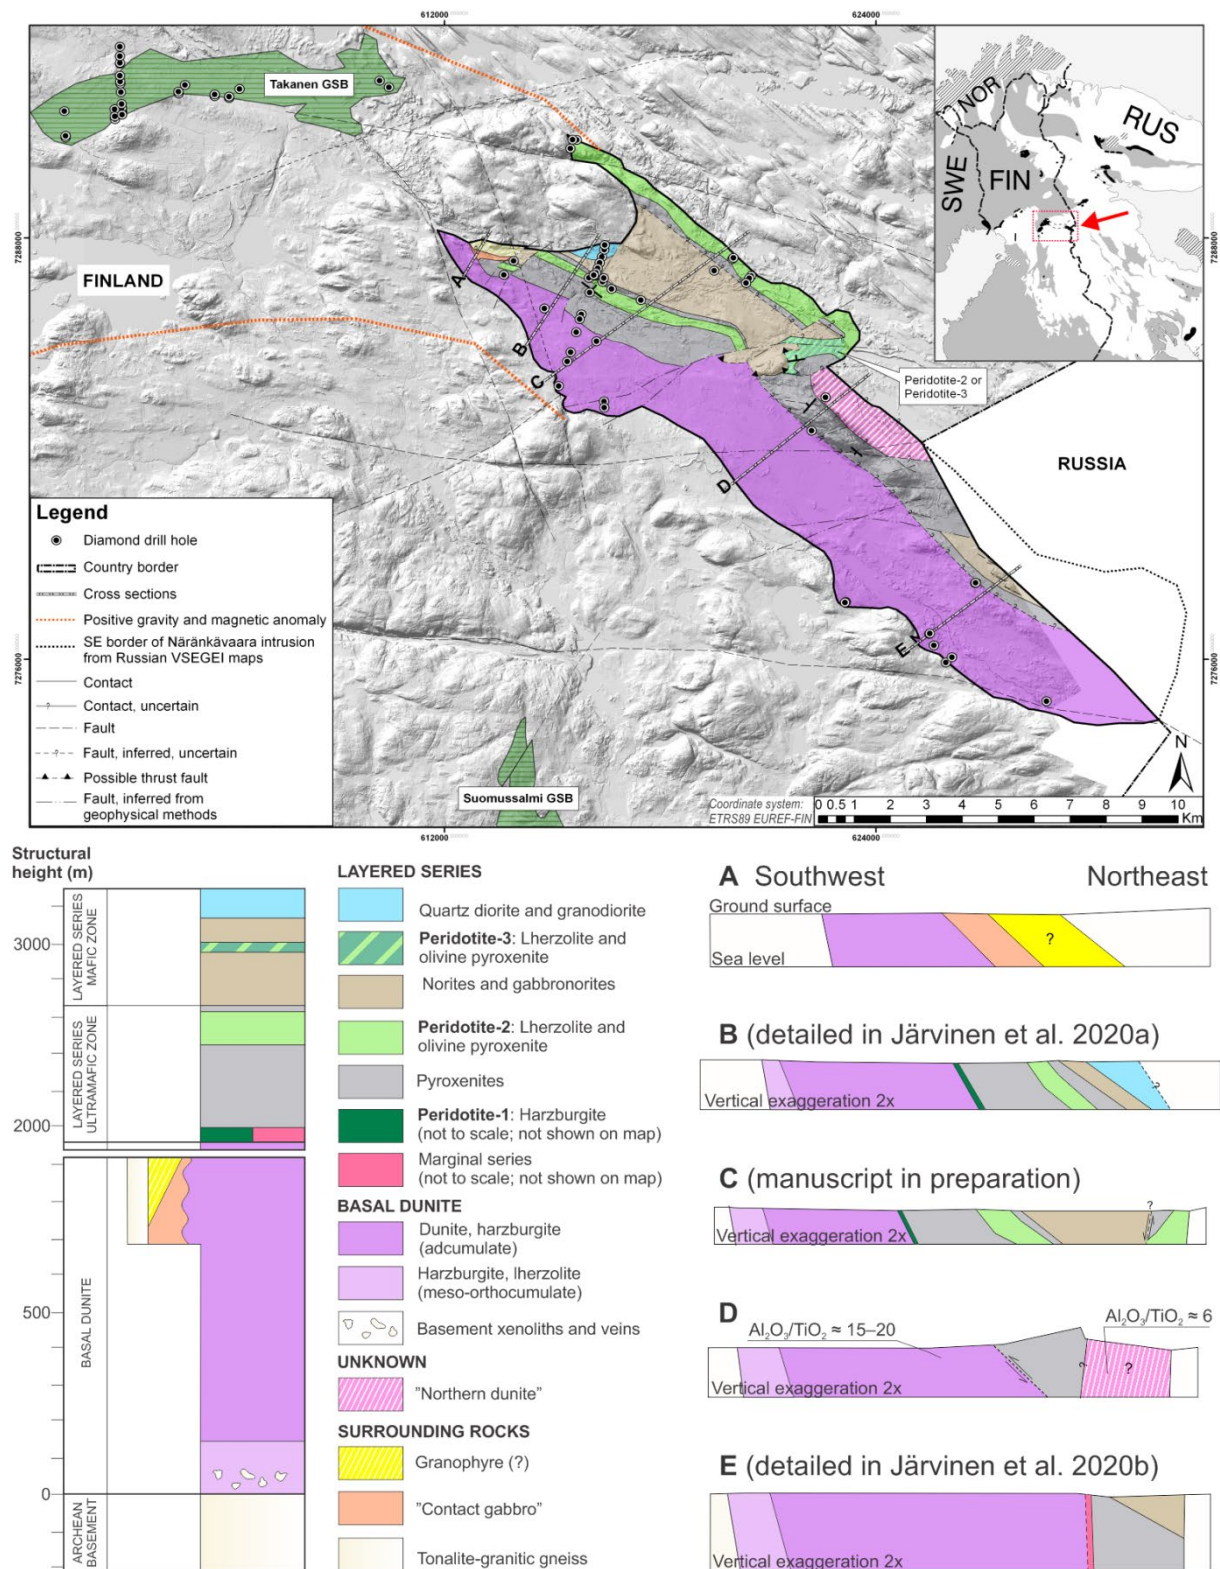 612000
624000
Takanen GSB
NOR
RUS
SWE
FIN
7288000
7288000
FINLAND
A
B
C
Peridotite-2 or
Peridotite-3
D
RUSSIA
E
Legend
Diamond drill hole
Country border
Cross sections
Positive gravity and magnetic anomaly
SE border of Näränkävaara intrusion
from Russian VSEGEI maps
Contact
? Contact, uncertain
Fault
? Fault, inferred, uncertain
Possible thrust fault
Fault, inferred from
geophysical methods
7276000
7276000
Suomussalmi GSB
N
Coordinate system:
ETRS89 EUREF-FIN
0 0.5 1 2 3 4 5 6 7 8 9 10
Km
612000
624000
Structural
height (m)
3000
2000
500
0
LAYERED SERIES
MAFIC ZONE
LAYERED SERIES
ULTRAMAFIC ZONE
BASAL DUNITE
ARCHEAN
BASEMENT
LAYERED SERIES
Quartz diorite and granodiorite
Peridotite-3: Lherzolite and
olivine pyroxenite
Norites and gabbronorites
Peridotite-2: Lherzolite and
olivine pyroxenite
Pyroxenites
Peridotite-1: Harzburgite
(not to scale; not shown on map)
Marginal series
(not to scale; not shown on map)
BASAL DUNITE
Dunite, harzburgite
(adcumulate)
Harzburgite, lherzolite
(meso-orthocumulate)
Basement xenoliths and veins
UNKNOWN
"Northern dunite"
SURROUNDING ROCKS
Granophyre (?)
"Contact gabbro"
Tonalite-granitic gneiss
A Southwest Northeast
Ground surface
Sea level
?
B (detailed in Järvinen et al. 2020a)
Vertical exaggeration 2x
?
C (manuscript in preparation)
?
Vertical exaggeration 2x
D
Al₂O₃/TiO₂ ≈ 15–20
Al₂O₃/TiO₂ ≈ 6
? ?
Vertical exaggeration 2x
E (detailed in Järvinen et al. 2020b)
Vertical exaggeration 2x